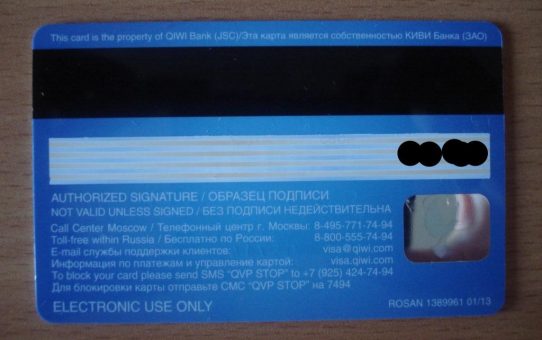 This card is the property of QIWI Bank (JSC)/Эта карта является собственностью КИВИ Банка (ЗАО)
AUTHORIZED SIGNATURE / ОБРАЗЕЦ ПОДПИСИ
NOT VALID UNLESS SIGNED / БЕЗ ПОДПИСИ НЕДЕЙСТВИТЕЛЬНА
Call Center Moscow / Телефонный центр г. Москвы: 8-495-771-74-94
Toll-free within Russia / Бесплатно по России: 8-800-555-74-94
E-mail службы поддержки клиентов: visa@qiwi.com
Информация по платежам и управление картой: visa.qiwi.com
To block your card please send SMS “QVP STOP” to +7 (925) 424-74-94
Для блокировки карты отправьте СМС “QVP STOP” на 7494
ELECTRONIC USE ONLY
ROSAN 1389961 01/13